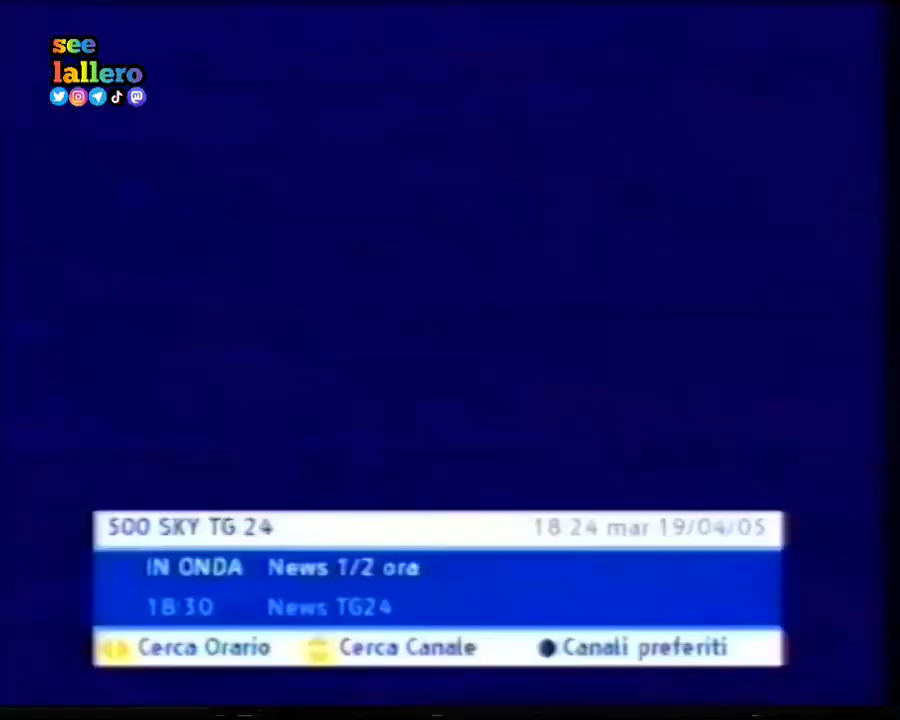 see
lallero
500 SKY TG 24 18:24 mar 19/04/05
IN ONDA News 1/2 ora
18:30 News TG24
Cerca Orario Cerca Canale Canali preferiti